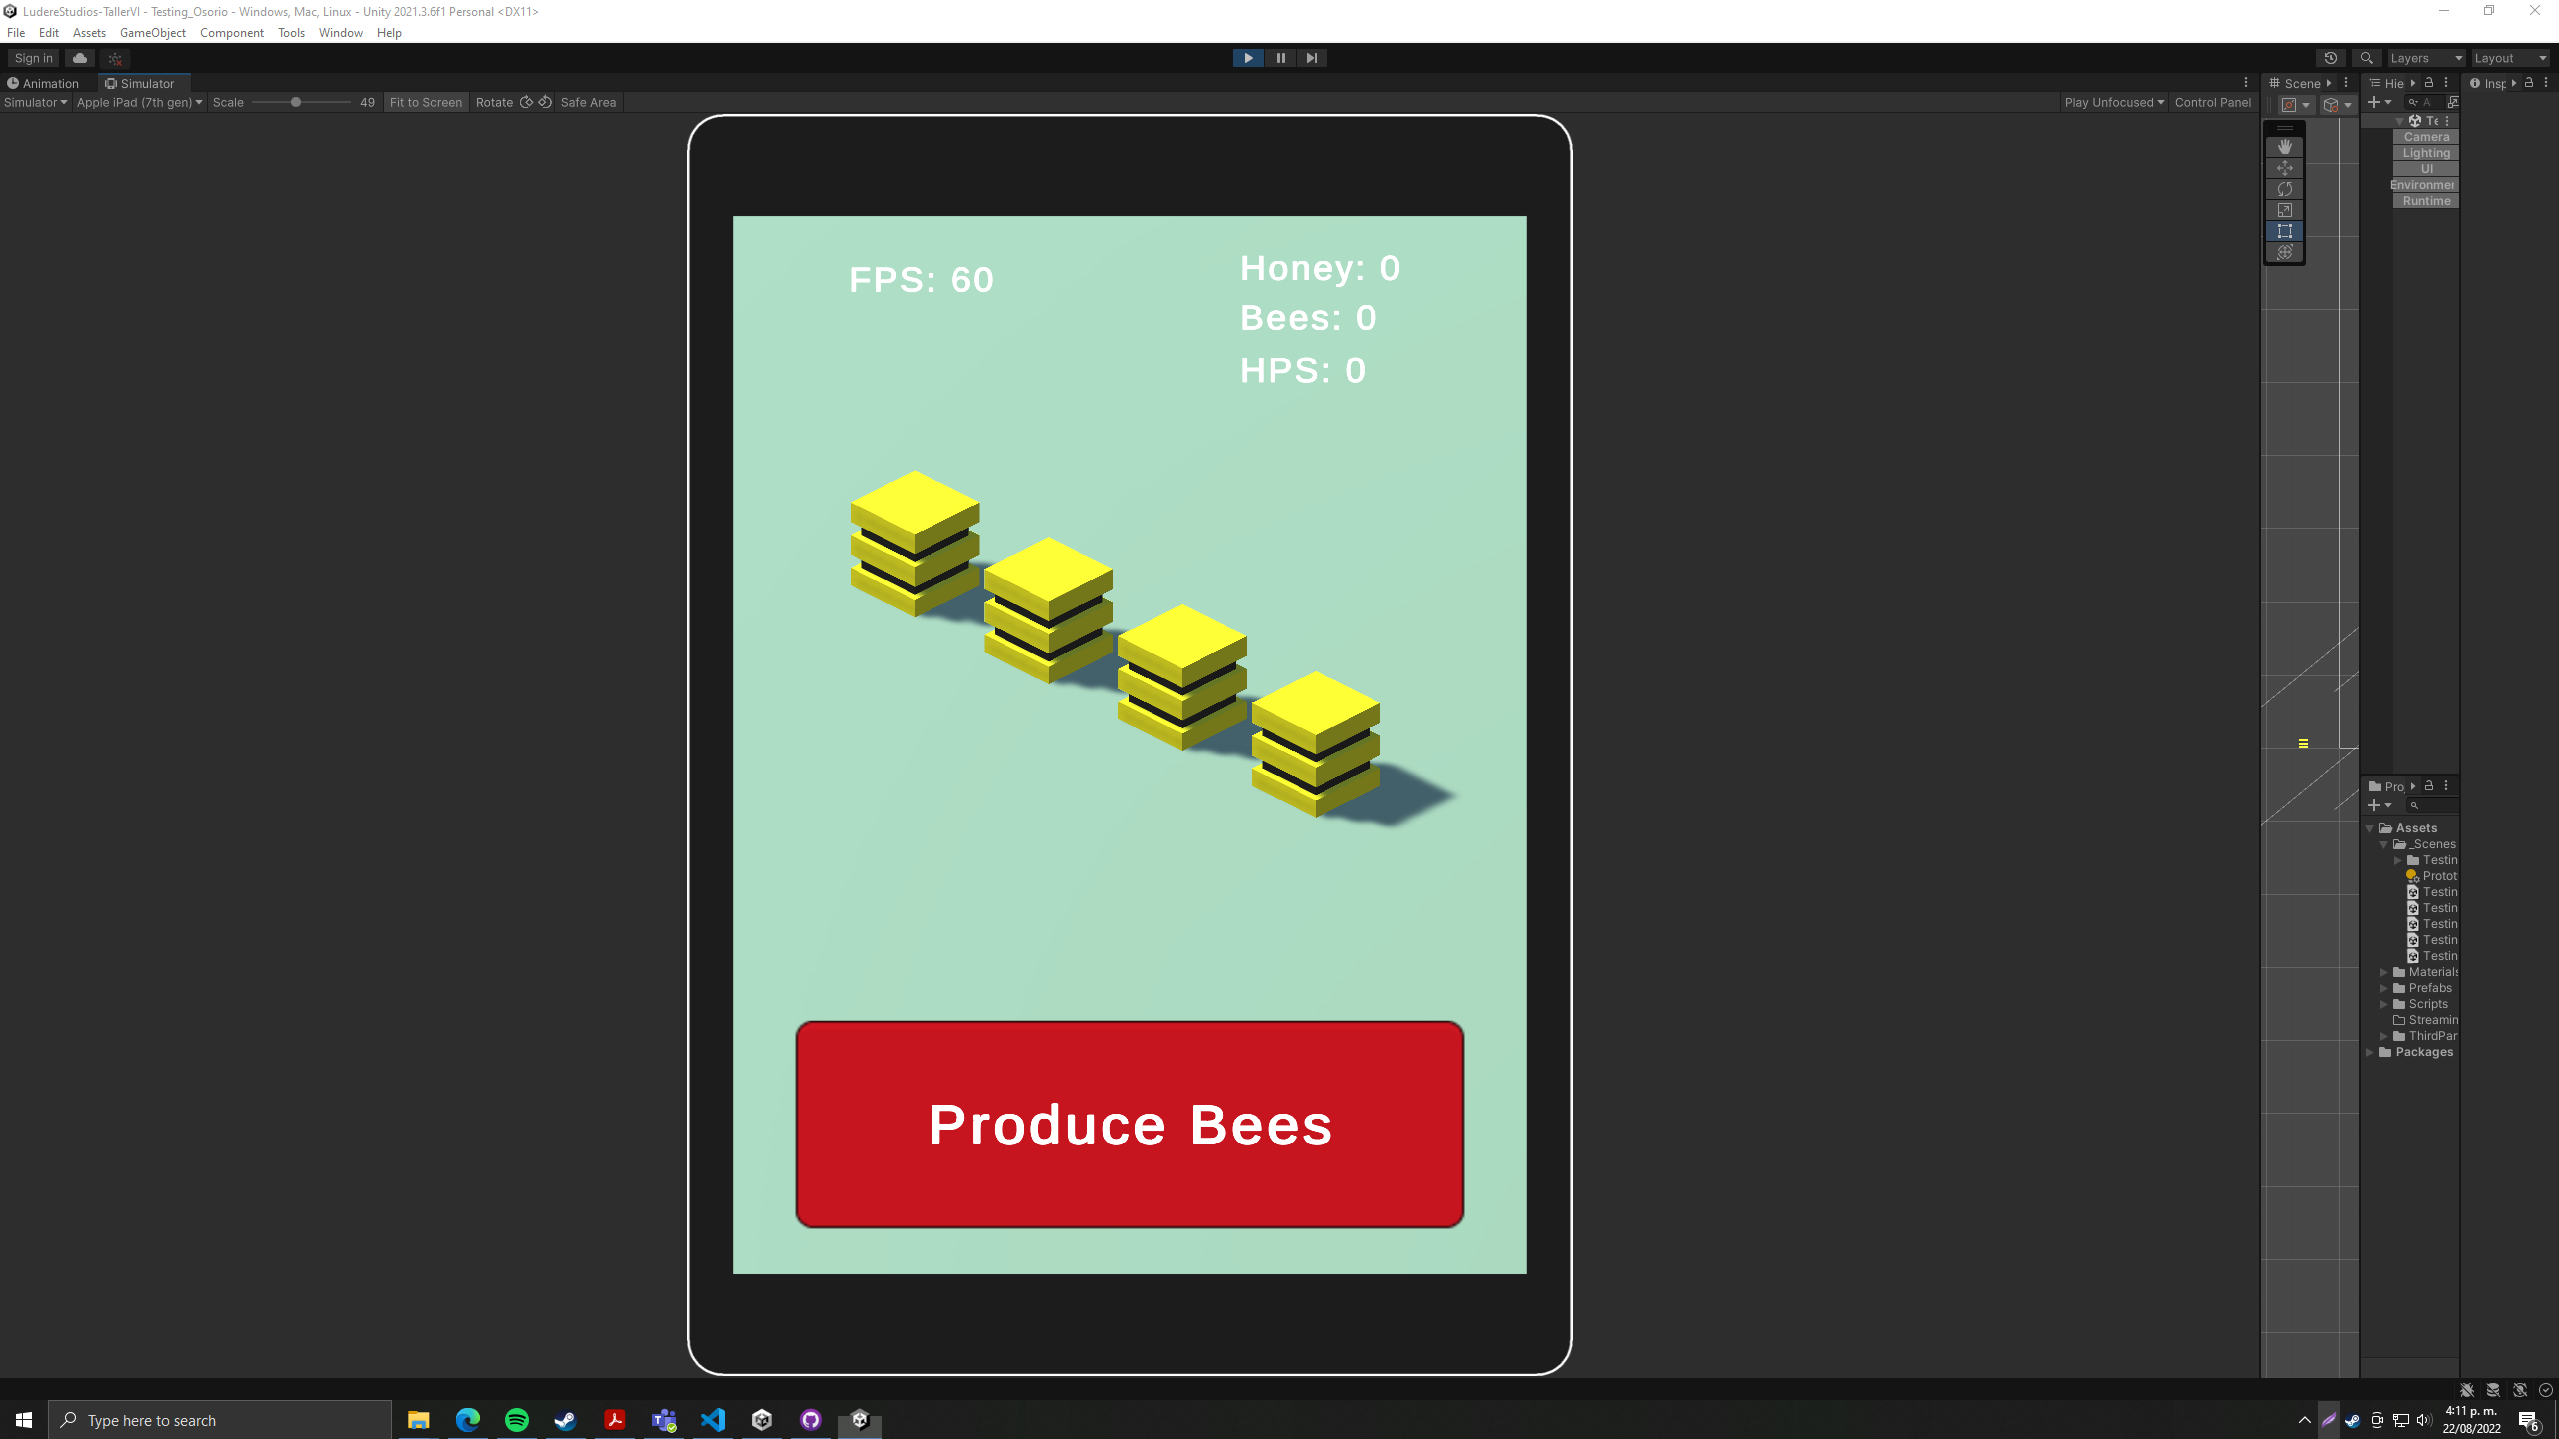 LudereStudios-TallerVI - Testing_Osorio - Windows, Mac, Linux - Unity 2021.3.6f1 Personal <DX11>
File Edit Assets GameObject Component Tools Window Help
Sign in
Layers Layout
Animation Simulator
Scene Hie Insp
Simulator Apple iPad (7th gen) Scale 49 Fit to Screen Rotate Safe Area
Play Unfocused Control Panel
Te
Camera
Lighting
UI
Environmen
Runtime
FPS: 60
Honey: 0
Bees: 0
HPS: 0
Produce Bees
Pro
Assets
_Scenes
Testin
Protot
Testin
Testin
Testin
Testin
Testin
Materials
Prefabs
Scripts
Streamin
ThirdPar
Packages
Type here to search
4:11 p. m.
22/08/2022
6